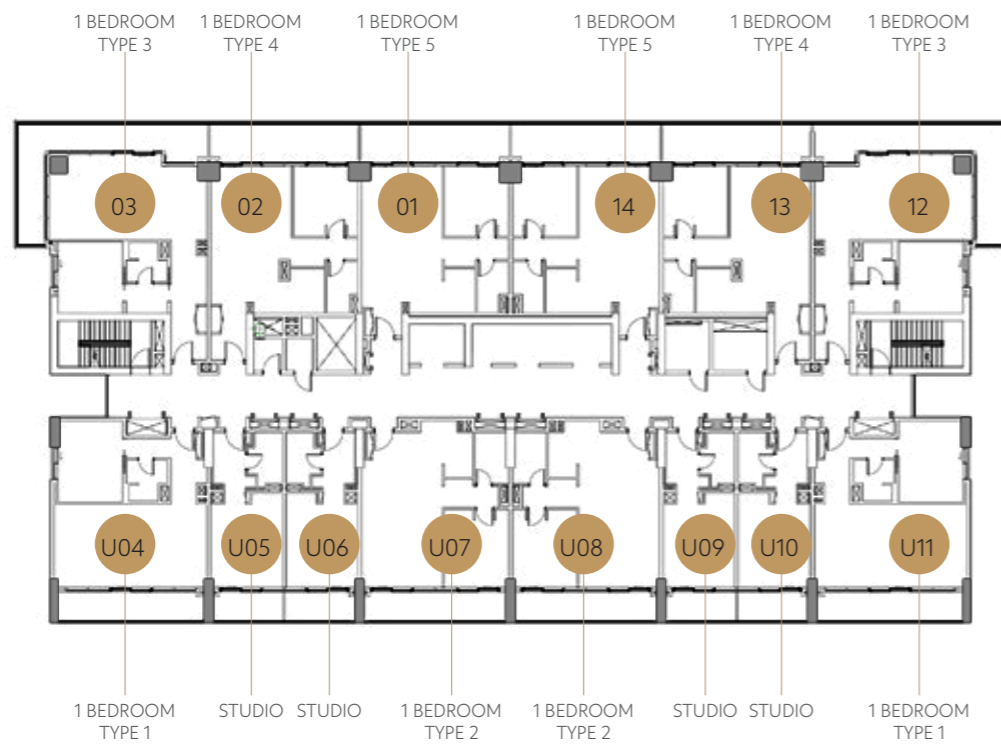 1 BEDROOM
TYPE 3
1 BEDROOM
TYPE 4
1 BEDROOM
TYPE 5
1 BEDROOM
TYPE 5
1 BEDROOM
TYPE 4
1 BEDROOM
TYPE 3
03
02
01
14
13
12
U04
U05
U06
U07
U08
U09
U10
U11
1 BEDROOM
TYPE 1
STUDIO
STUDIO
1 BEDROOM
TYPE 2
1 BEDROOM
TYPE 2
STUDIO
STUDIO
1 BEDROOM
TYPE 1